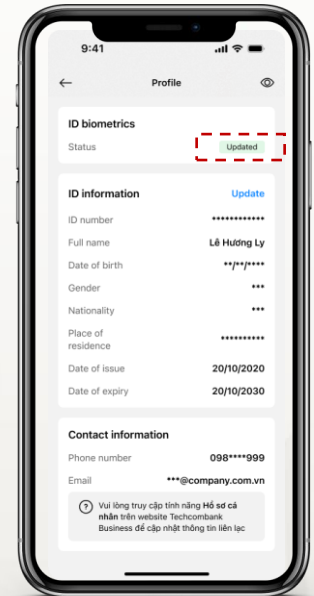 9:41
Profile
ID biometrics
Status Updated
ID information Update
ID number ************
Full name Lê Hương Ly
Date of birth **/**/****
Gender ***
Nationality ***
Place of
residence **********
Date of issue 20/10/2020
Date of expiry 20/10/2030
Contact information
Phone number 098****999
Email ***@company.com.vn
Vui lòng truy cập tính năng Hồ sơ cá
nhân trên website Techcombank
Business để cập nhật thông tin liên lạc